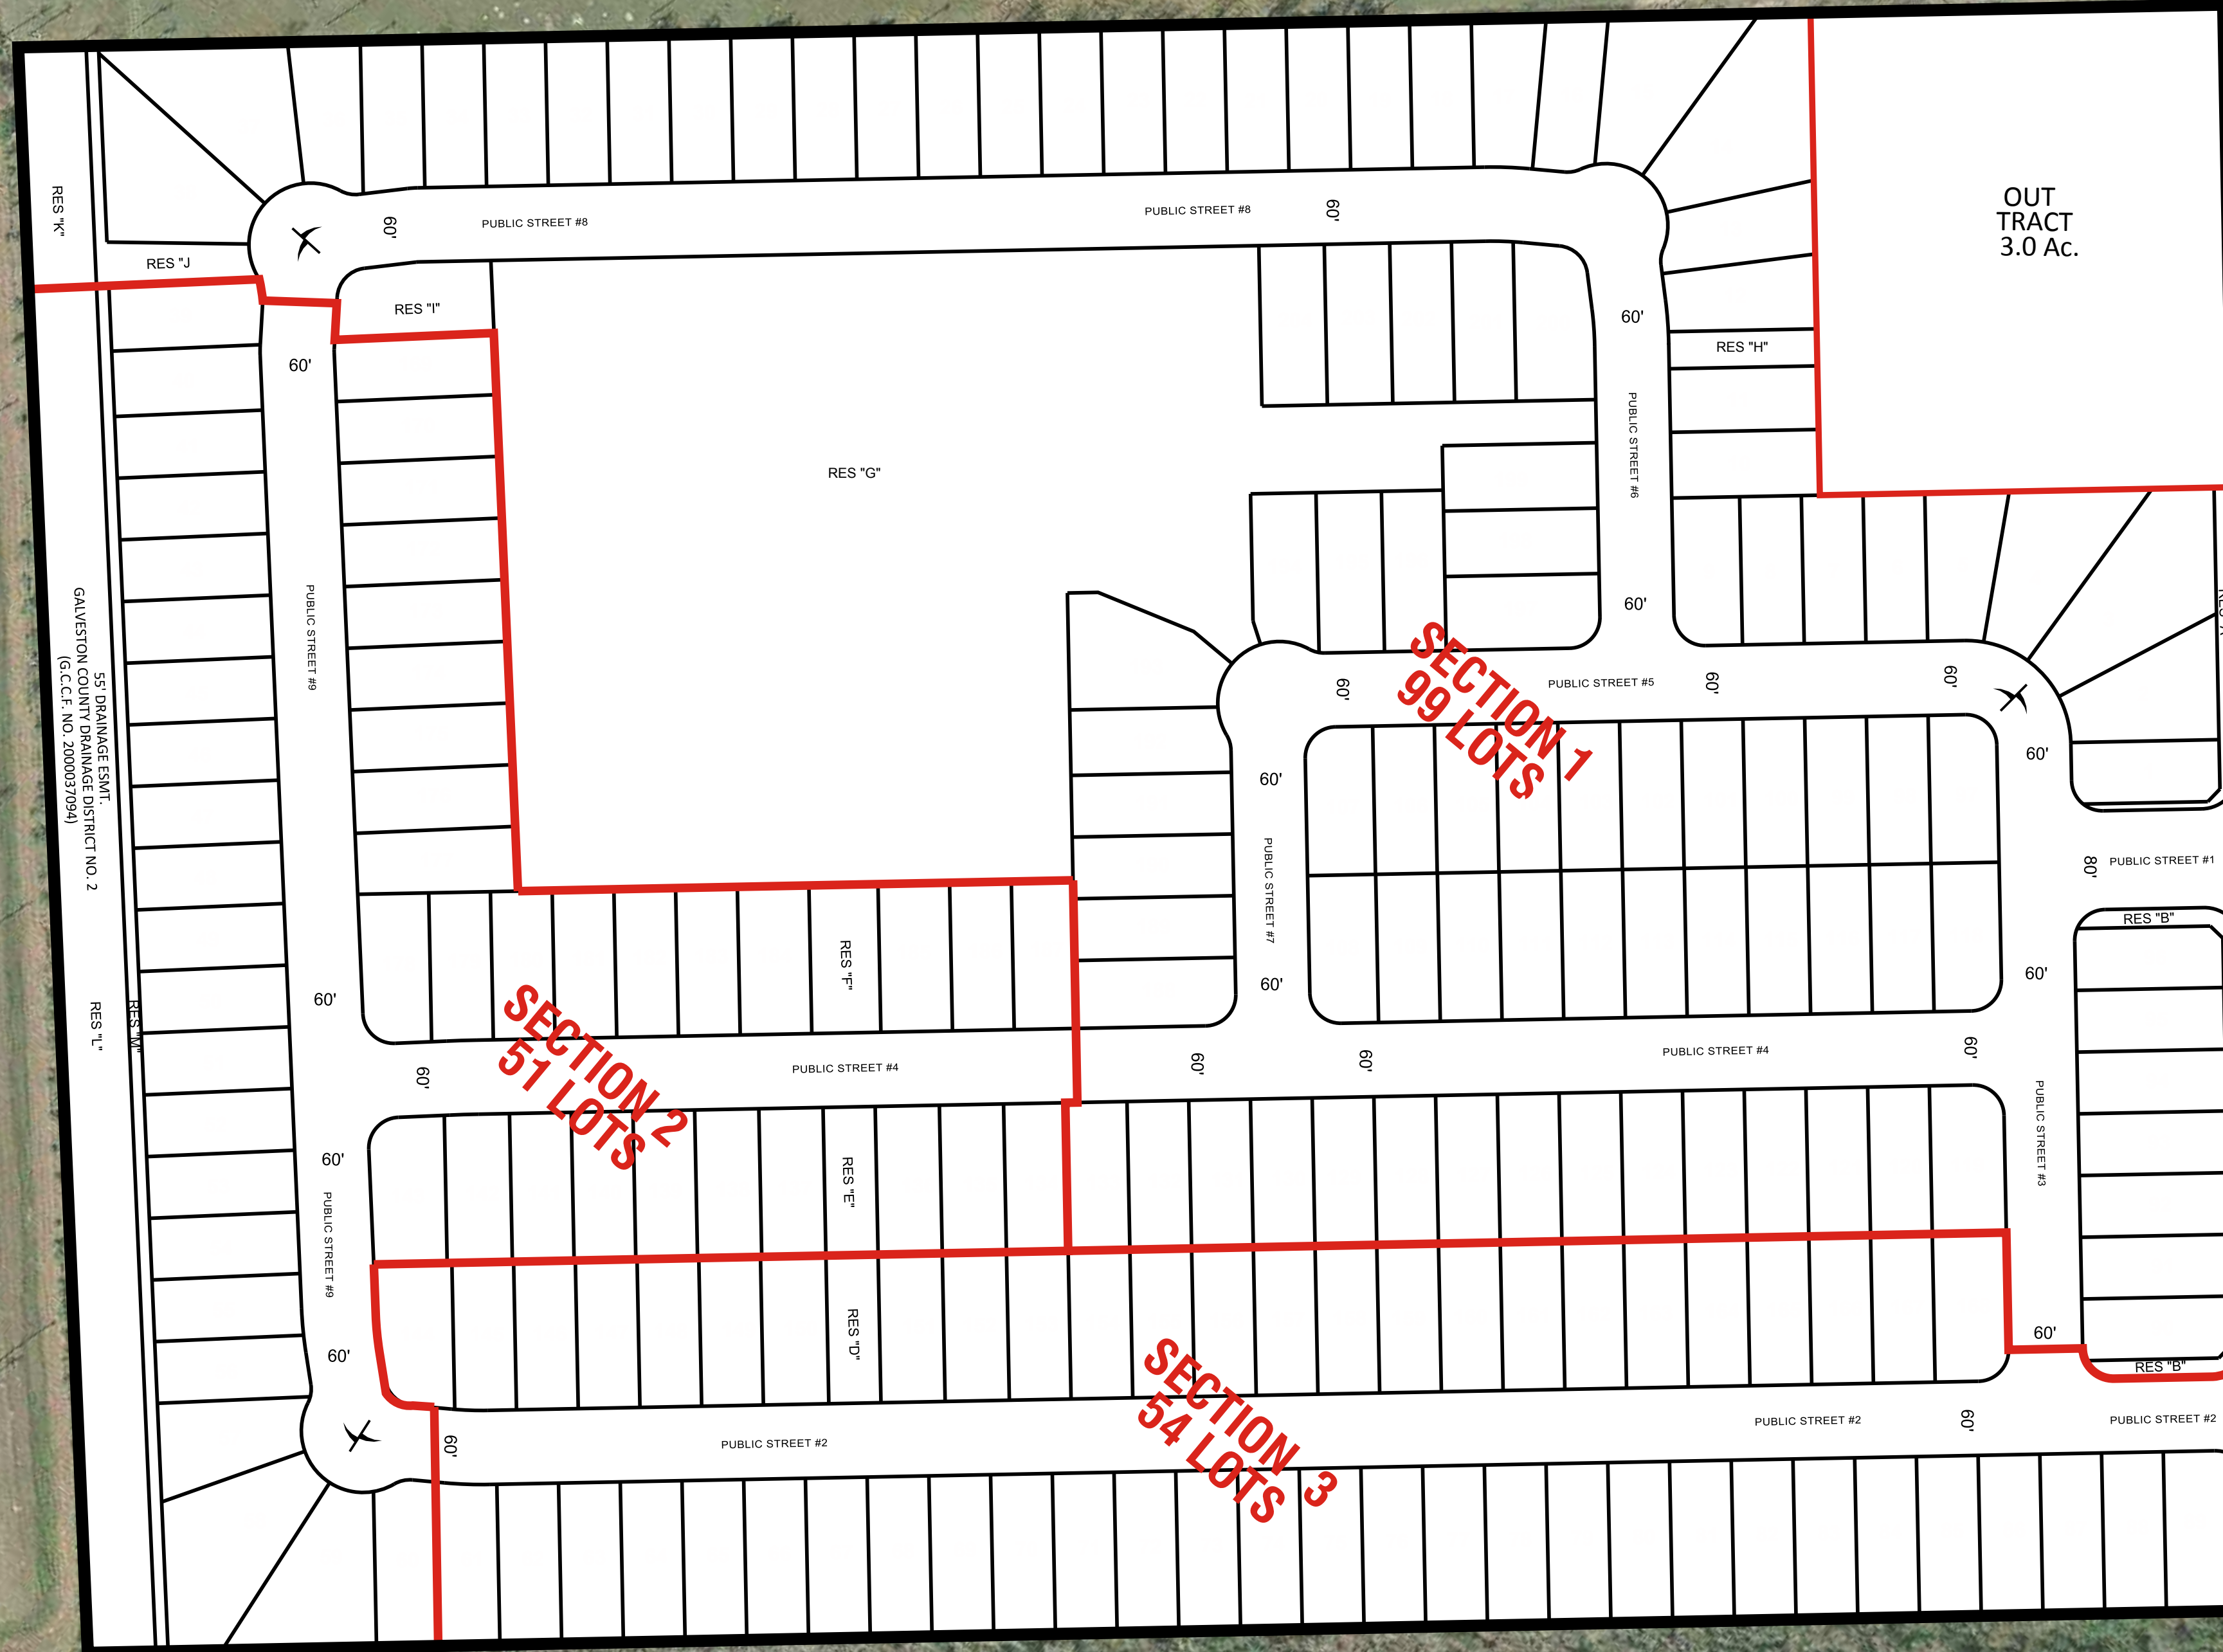 OUT
TRACT
3.0 Ac.
RES "K"
60'
PUBLIC STREET #8
PUBLIC STREET #8
60'
RES "J
RES "I"
60'
60'
RES "H"
PUBLIC STREET #6
RES "G"
PUBLIC STREET #9
60'
SECTION 1
99 LOTS
60'
PUBLIC STREET #5
60'
60'
60'
60'
55' DRAINAGE ESMT.
GALVESTON COUNTY DRAINAGE DISTRICT NO. 2
(G.C.C.F. NO. 2000037094)
PUBLIC STREET #7
80'
PUBLIC STREET #1
RES "B"
RES "F"
60'
60'
60'
RES "L"
RES "M"
SECTION 2
51 LOTS
60'
PUBLIC STREET #4
60'
60'
PUBLIC STREET #4
60'
PUBLIC STREET #3
60'
RES "E"
PUBLIC STREET #9
RES "D"
60'
60'
RES "B"
SECTION 3
54 LOTS
60'
PUBLIC STREET #2
PUBLIC STREET #2
60'
PUBLIC STREET #2